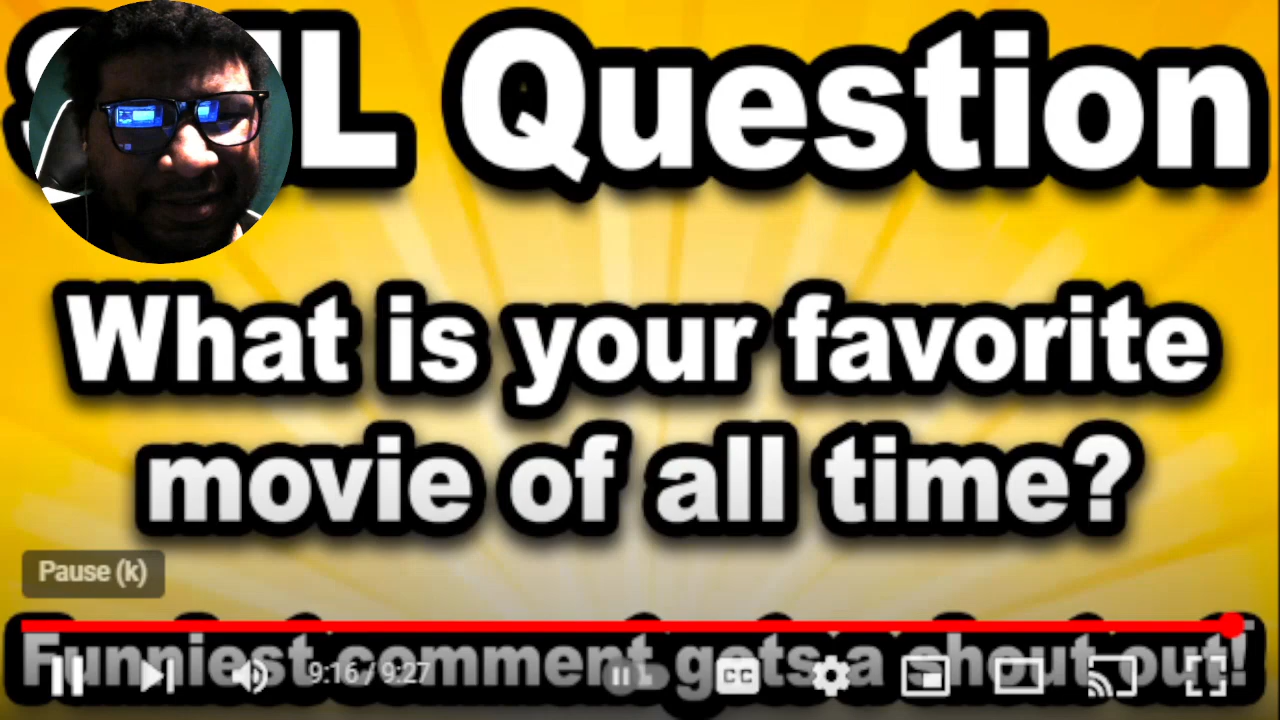 L Question
What is your favorite
movie of all time?
Pause (k)
Funniest comment gets a shout out!
9:16 / 9:27
CC